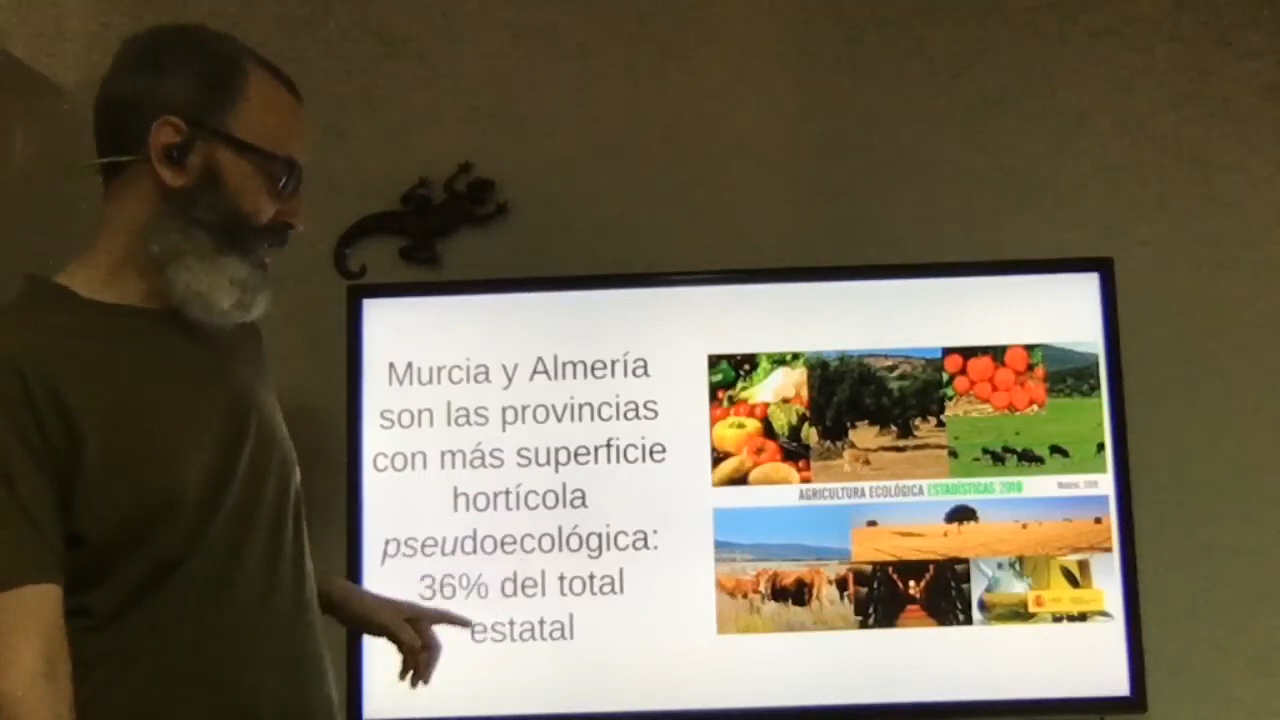 Murcia y Almería
son las provincias
con más superficie
hortícola
pseudoecológica:
36% del total
estatal
AGRICULTURA ECOLÓGICA ESTADÍSTICAS 2018